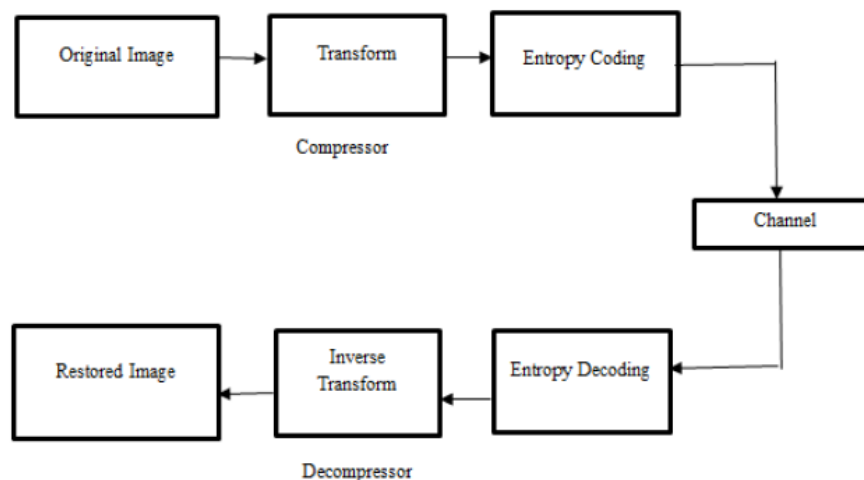 Original Image
Transform
Entropy Coding
Compressor
Channel
Restored Image
Inverse
Transform
Entropy Decoding
Decompressor